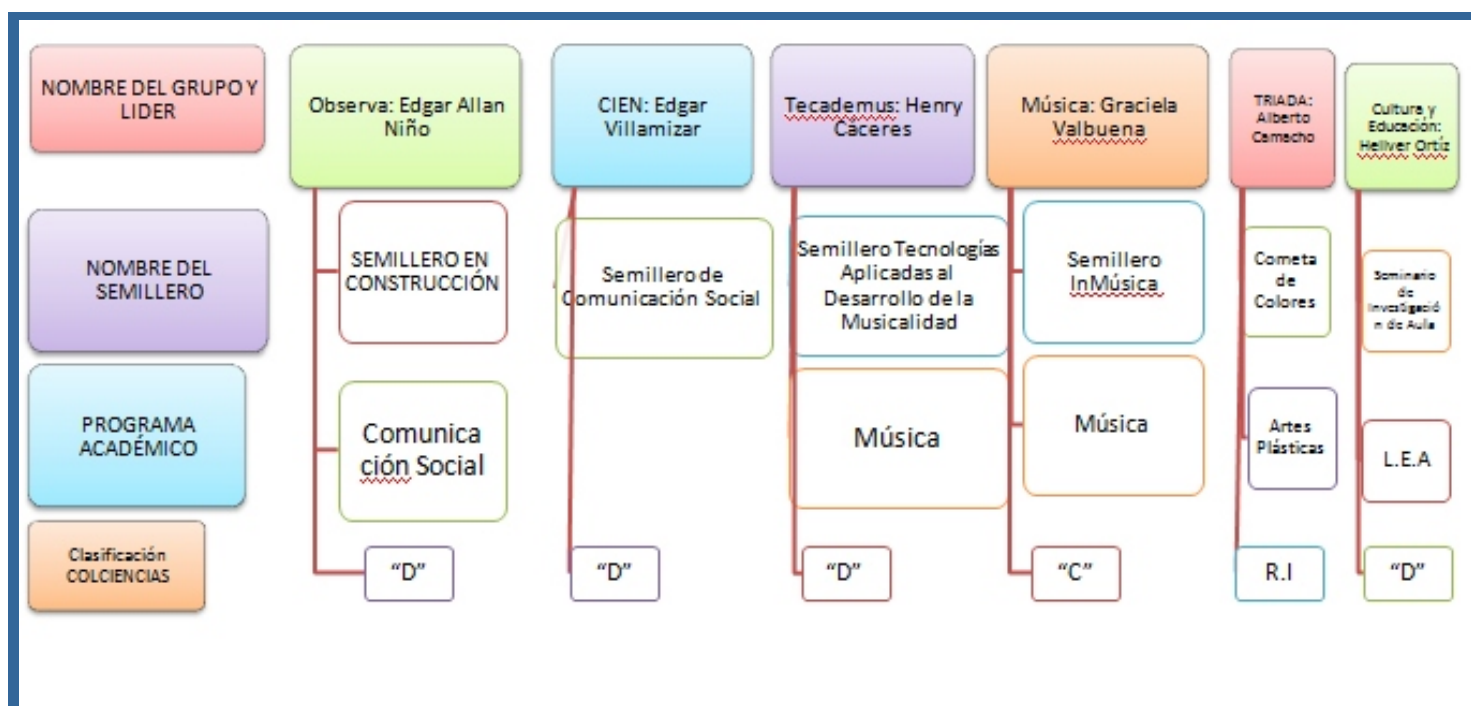 NOMBRE DEL GRUPO Y
LIDER
Observa: Edgar Allan
Niño
CIEN: Edgar
Villamizar
Tecademus: Henry
Cáceres
Música: Graciela
Valbuena
TRIADA:
Alberto
Camacho
Cultura y
Educación:
Hellver Ortíz
NOMBRE DEL
SEMILLERO
SEMILLERO EN
CONSTRUCCIÓN
Semillero de
Comunicación Social
Semillero Tecnologías
Aplicadas al
Desarrollo de la
Musicalidad
Semillero
InMúsica
Cometa
de
Colores
Seminario
de
Investigació
n de Aula
PROGRAMA
ACADÉMICO
Comunica
ción Social
Música
Música
Artes
Plásticas
L.E.A
Clasificación
COLCIENCIAS
“D”
“D”
“D”
“C”
R.I
“D”